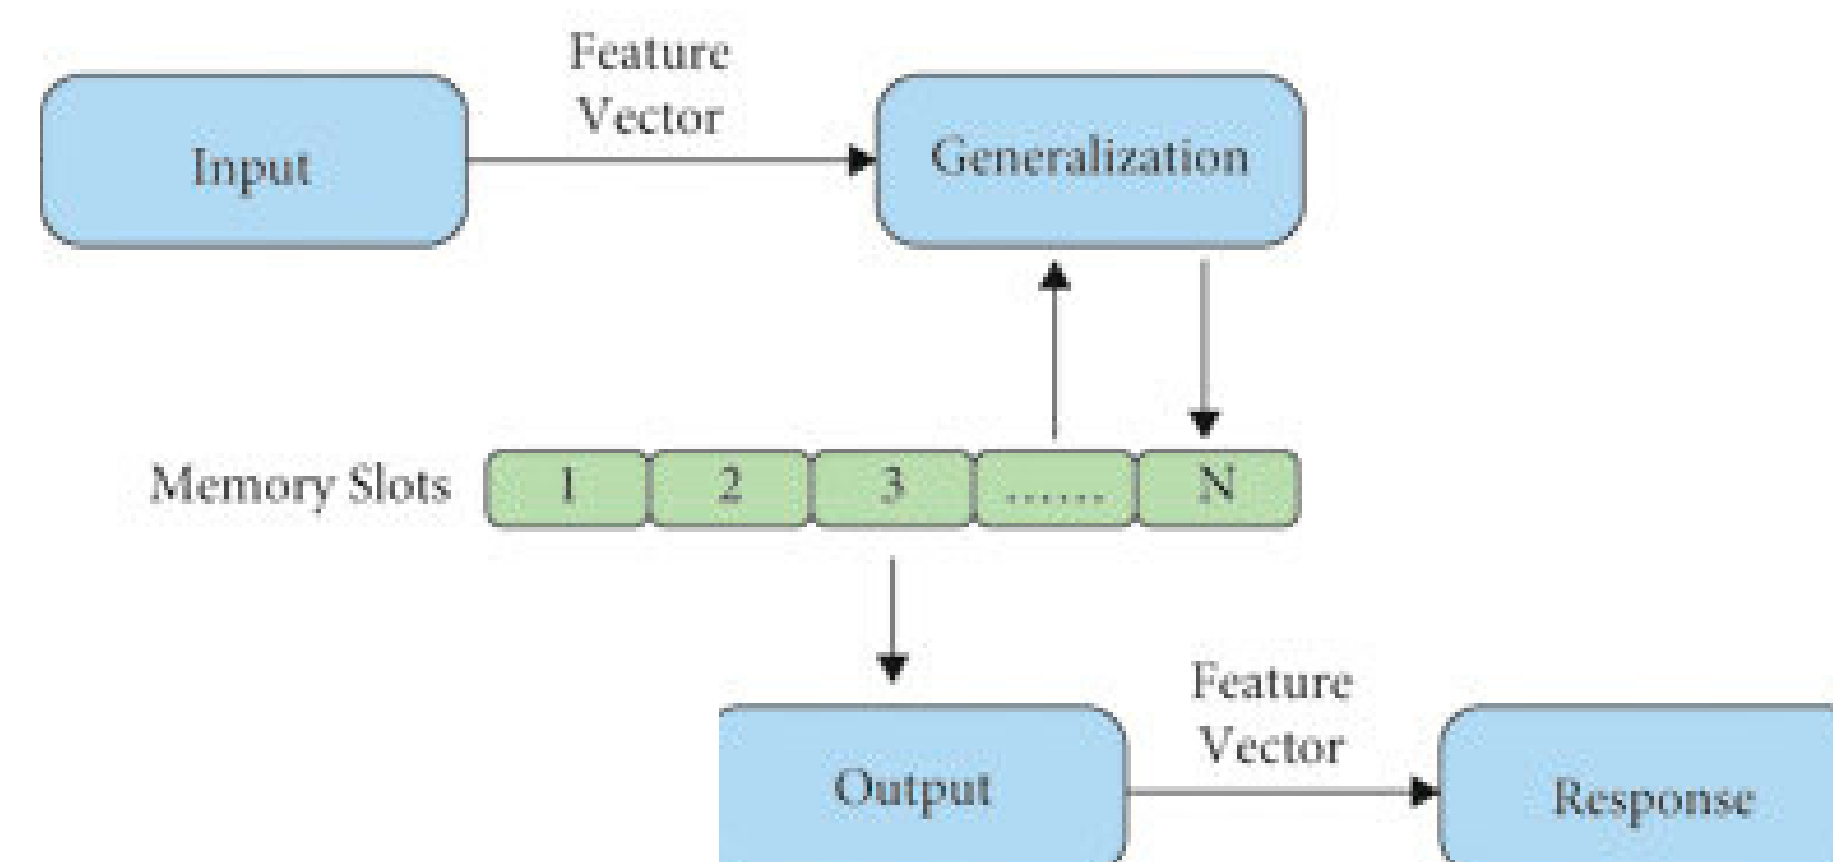 Feature
Vector
Input
Generalization
Memory Slots 1 2 3 ...... N
Feature
Vector
Output
Response